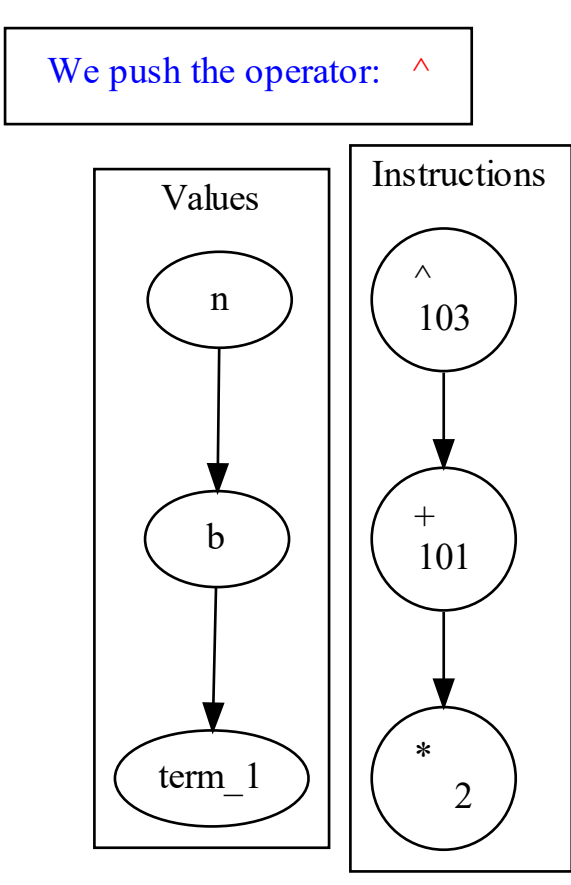 We push the operator: ^
Values
n
b
term_1
Instructions
^
103
+
101
*
2